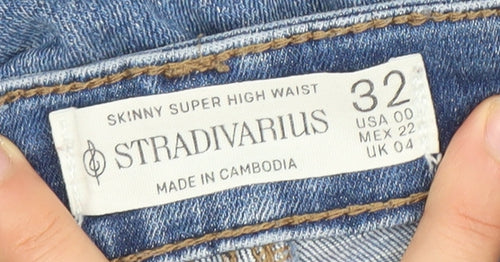 SKINNY SUPER HIGH WAIST
STRADIVARIUS
MADE IN CAMBODIA
32
USA 00
MEX 22
UK 04